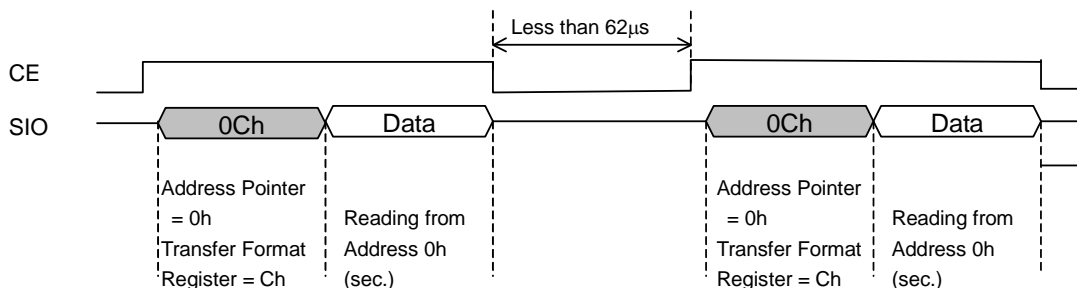 Less than 62μs
CE
SIO
0Ch Data 0Ch Data
Address Pointer
= 0h
Transfer Format
Register = Ch
Reading from
Address 0h
(sec.)
Address Pointer
= 0h
Transfer Format
Register = Ch
Reading from
Address 0h
(sec.)